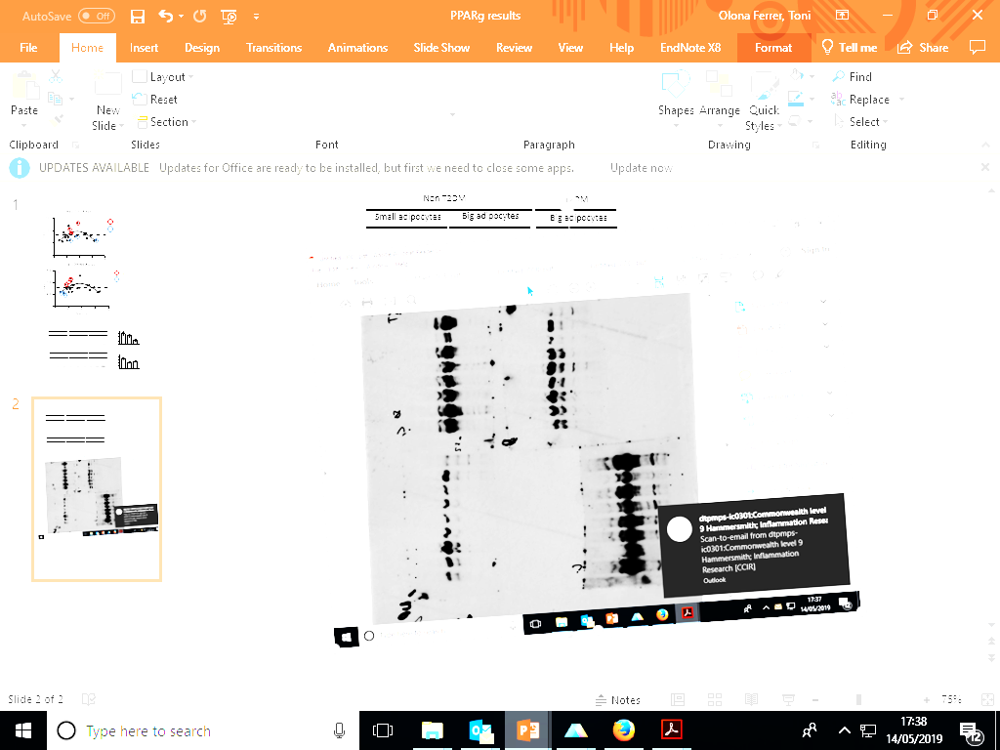 AutoSave Off PPARg results Olona Ferrer, Toni
File Home Insert Design Transitions Animations Slide Show Review View Help EndNote X8 Format Tell me Share
Paste New Slide Layout Reset Section Shapes Arrange Quick Styles Find Replace Select
Clipboard Slides Font Paragraph Drawing Editing
UPDATES AVAILABLE Updates for Office are ready to be installed, but first we need to close some apps. Update now
1
2
Non T2DM
Small adipocytes Big adipocytes Big adipocytes
dtpmps-ic0301:Commonwealth level
9 Hammersmith; Inflammation
Scan-to-email from dtpmps-
ic0301:Commonwealth level 9
Hammersmith; Inflammation
Research [CCIR]
Outlook
17:37
14/05/2019
Slide 2 of 2 Notes 75%
Type here to search
17:38
14/05/2019
12